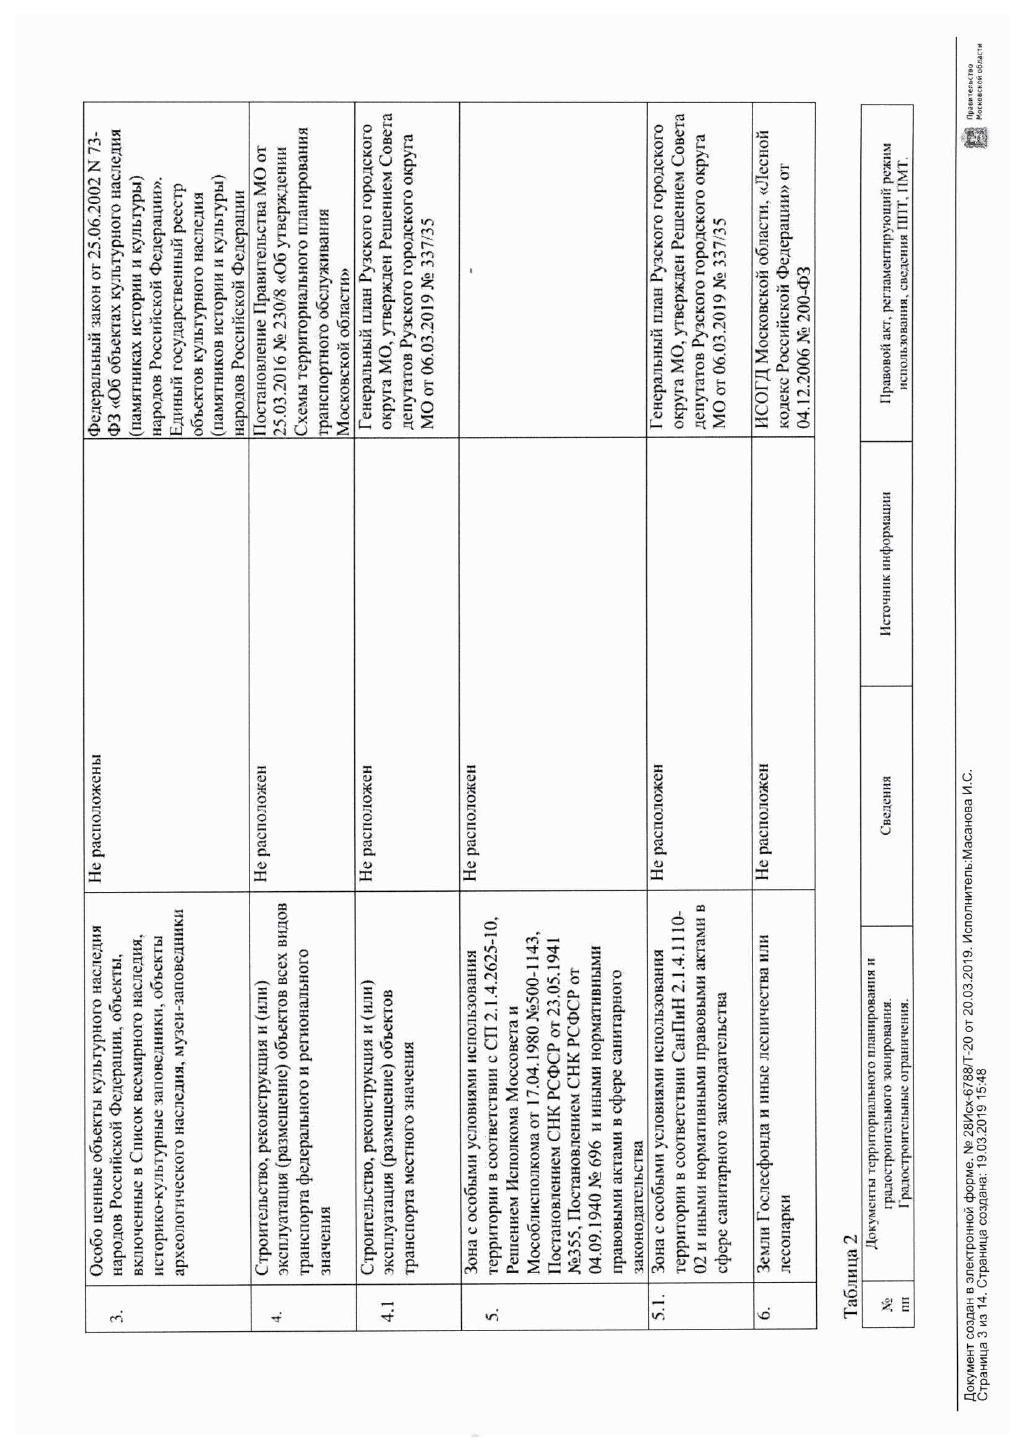 3.
Особо ценные объекты культурного наследия
народов Российской Федерации, объекты,
включенные в Список всемирного наследия,
историко-культурные заповедники, объекты
археологического наследия, музеи-заповедники
Не расположены
Федеральный закон от 25.06.2002 N 73-
ФЗ «Об объектах культурного наследия
(памятниках истории и культуры)
народов Российской Федерации».
Единый государственный реестр
объектов культурного наследия
(памятников истории и культуры)
народов Российской Федерации
4.
Строительство, реконструкция и (или)
эксплуатация (размещение) объектов всех видов
транспорта федерального и регионального
значения
Не расположен
Постановление Правительства МО от
25.03.2016 № 230/8 «Об утверждении
Схемы территориального планирования
транспортного обслуживания
Московской области»
4.1
Строительство, реконструкция и (или)
эксплуатация (размещение) объектов
транспорта местного значения
Не расположен
Генеральный план Рузского городского
округа МО, утвержден Решением Совета
депутатов Рузского городского округа
МО от 06.03.2019 № 337/35
5.
Зона с особыми условиями использования
территории в соответствии с СП 2.1.4.2625-10,
Решением Исполкома Моссовета и
Мособлисполкома от 17.04.1980 №500-1143,
Постановлением СНК РСФСР от 23.05.1941
№355, Постановлением СНК РСФСР от
04.09.1940 № 696 и иными нормативными
правовыми актами в сфере санитарного
законодательства
Не расположен
-
5.1.
Зона с особыми условиями использования
территории в соответствии СанПиН 2.1.4.1110-
02 и иными нормативными правовыми актами в
сфере санитарного законодательства
Не расположен
Генеральный план Рузского городского
округа МО, утвержден Решением Совета
депутатов Рузского городского округа
МО от 06.03.2019 № 337/35
6.
Земли Гослесфонда и иные лесничества или
лесопарки
Не расположен
ИСОГД Московской области, «Лесной
кодекс Российской Федерации» от
04.12.2006 № 200-ФЗ
Таблица 2
№
пп
Документы территориального планирования и
градостроительного зонирования.
Градостроительные ограничения.
Сведения
Источник информации
Правовой акт, регламентирующий режим
использования, сведения ППТ, ПМТ.
Документ создан в электронной форме. № 28Исх-6788/Т-20 от 20.03.2019. Исполнитель:Масанова И.С.
Страница 3 из 14. Страница создана: 19.03.2019 15:48
Правительство
Московской области